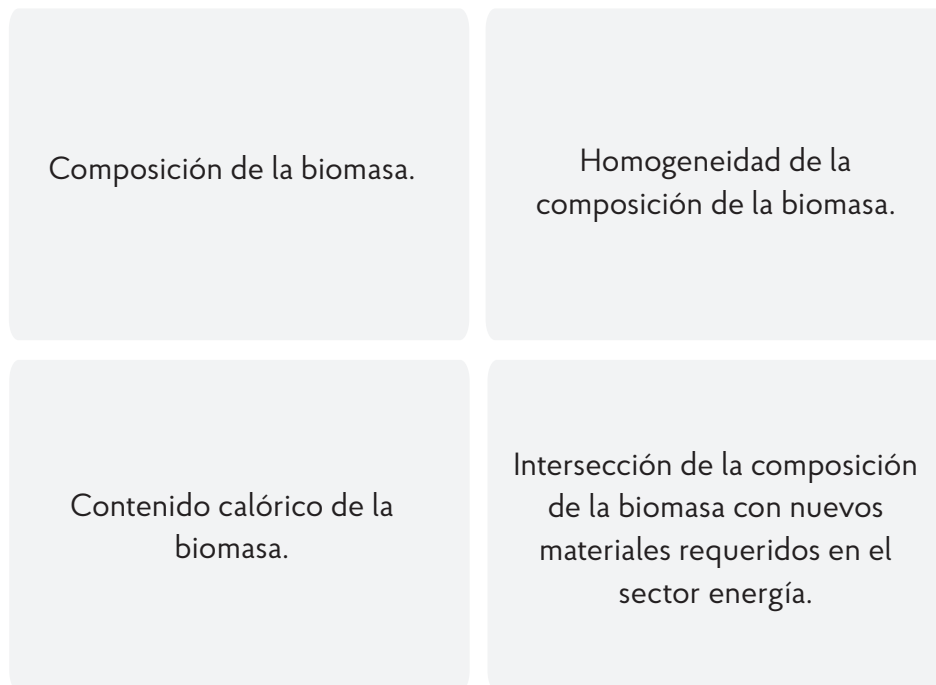 Composición de la biomasa.
Homogeneidad de la
composición de la biomasa.
Contenido calórico de la
biomasa.
Intersección de la composición
de la biomasa con nuevos
materiales requeridos en el
sector energía.